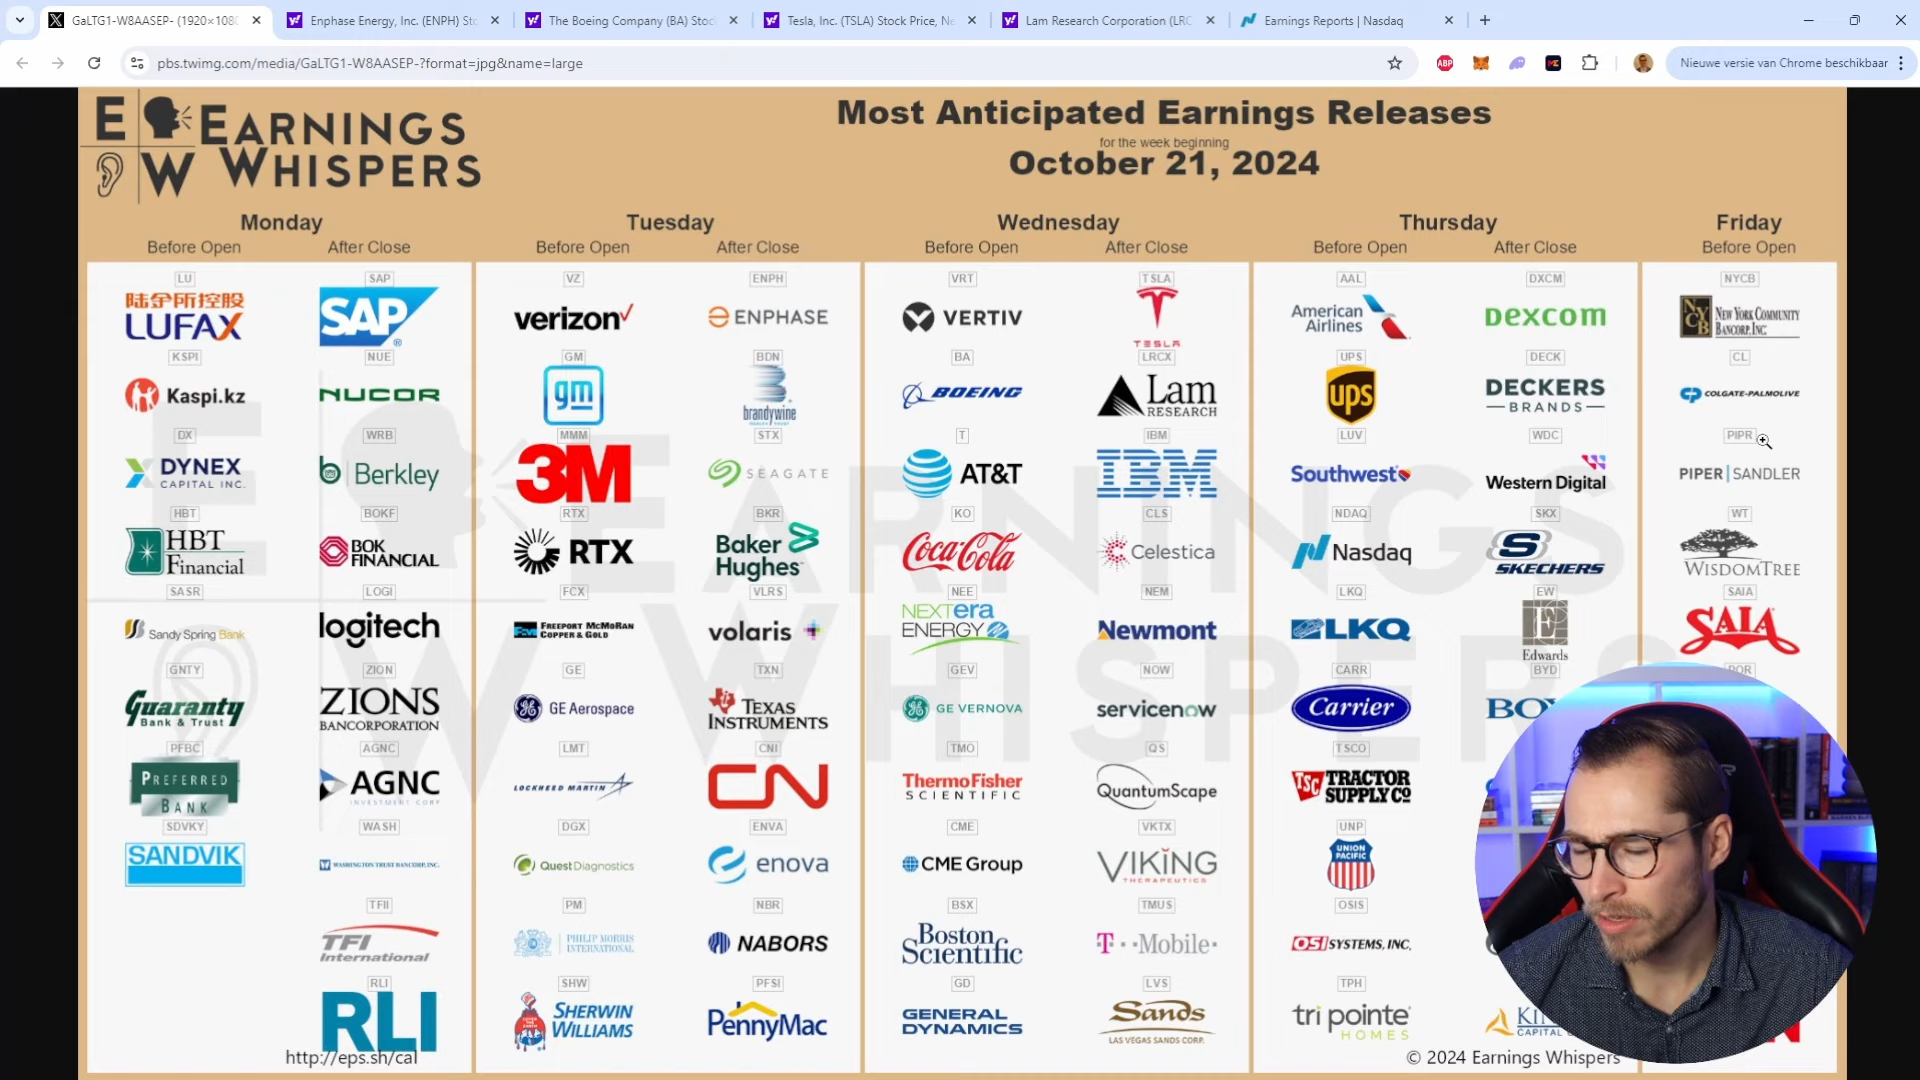 GaLTG1-W8AASEP- (1920×1080
Enphase Energy, Inc. (ENPH) Sto
The Boeing Company (BA) Stoc
Tesla, Inc. (TSLA) Stock Price, Ne
Lam Research Corporation (LRC
Earnings Reports | Nasdaq
pbs.twimg.com/media/GaLTG1-W8AASEP-?format=jpg&name=large
ABP
Nieuwe versie van Chrome beschikbaar
E W
EARNINGS
WHISPERS
Most Anticipated Earnings Releases
for the week beginning
October 21, 2024
Monday
Before Open
After Close
Tuesday
Before Open
After Close
Wednesday
Before Open
After Close
Thursday
Before Open
After Close
Friday
Before Open
LU
陆金所控股
LUFAX
KSPI
Kaspi.kz
DX
DYNEX
CAPITAL INC.
HBT
HBT
Financial
SASR
Sandy Spring Bank
GNTY
Guaranty
Bank & Trust
PFBC
PREFERRED
BANK
SDVKY
SANDVIK
SAP
SAP
NUE
NUCOR
WRB
Berkley
BOKF
BOK
FINANCIAL
LOGI
logitech
ZION
ZIONS
BANCORPORATION
AGNC
AGNC
INVESTMENT CORP
WASH
WASHINGTON TRUST BANCORP, INC.
TFII
TFI
International
RLI
RLI
VZ
verizon
GM
gm
MMM
3M
RTX
RTX
FCX
FCX
FREEPORT-MCMORAN
COPPER & GOLD
GE
GE Aerospace
LMT
LOCKHEED MARTIN
DGX
Quest Diagnostics
PM
PHILIP MORRIS
INTERNATIONAL
SHW
SHERWIN
WILLIAMS
ENPH
ENPHASE
BDN
brandywine
REALTY TRUST
STX
SEAGATE
BKR
Baker
Hughes
VLRS
volaris
TXN
TEXAS
INSTRUMENTS
CNI
CN
ENVA
enova
NBR
NABORS
PFSI
PennyMac
VRT
VERTIV
BA
BOEING
T
AT&T
KO
Coca-Cola
NEE
NEXTera
ENERGY
GEV
GE VERNOVA
TMO
ThermoFisher
SCIENTIFIC
CME
CME Group
BSX
Boston
Scientific
GD
GENERAL
DYNAMICS
TSLA
TESLA
LRCX
Lam
RESEARCH
IBM
IBM
CLS
Celestica
NEM
Newmont
NOW
servicenow
QS
QuantumScape
VKTX
VIKING
THERAPEUTICS
TMUS
T-Mobile
LVS
Sands
LAS VEGAS SANDS CORP.
AAL
American
Airlines
UPS
ups
LUV
Southwest
NDAQ
Nasdaq
LKQ
LKQ
CARR
Carrier
TSCO
TSC
TRACTOR
SUPPLY CO
UNP
UNION
PACIFIC
OSIS
OSI SYSTEMS, INC.
TPH
tri pointe
HOMES
DXCM
Dexcom
DECK
DECKERS
BRANDS
WDC
Western Digital
SKX
SKECHERS
EW
E
Edwards
BYD
CAPITAL
NYCB
NYCB
NEW YORK COMMUNITY
BANCORP, INC
CL
COLGATE-PALMOLIVE
PIPR
PIPER | SANDLER
WT
WISDOMTREE
SAIA
SAIA
POR
http://eps.sh/cal
© 2024 Earnings Whispers